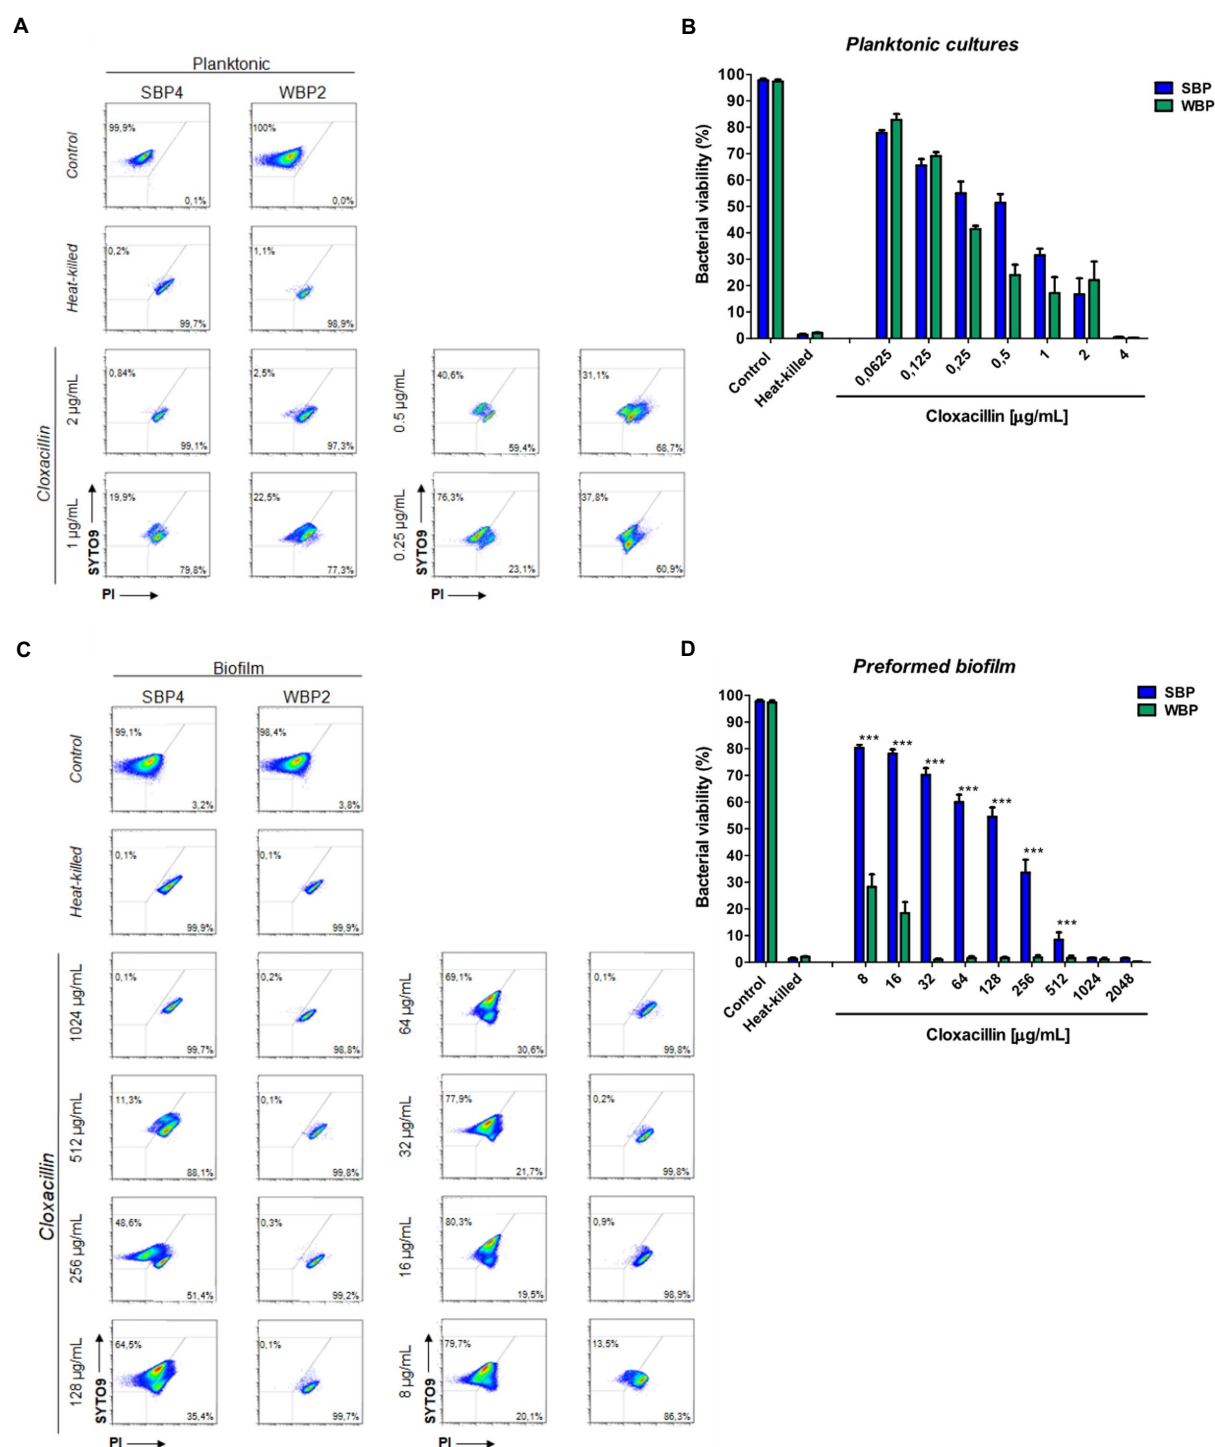 A
Planktonic
SBP4
WBP2
Control
99,9%
0,1%
100%
0,0%
Heat-killed
0,2%
99,7%
1,1%
98,9%
Cloxacillin
2 µg/mL
0,84%
99,1%
2,5%
97,3%
0.5 µg/mL
40,6%
59,4%
31,1%
68,7%
1 µg/mL
19,9%
79,8%
22,5%
77,3%
0.25 µg/mL
76,3%
23,1%
37,8%
60,9%
SYTO9
PI
SYTO9
PI
B
Planktonic cultures
SBP
WBP
Bacterial viability (%)
100
90
80
70
60
50
40
30
20
10
0
Control
Heat-killed
0,0625
0,125
0,25
0,5
1
2
4
Cloxacillin [µg/mL]
C
Biofilm
SBP4
WBP2
Control
99,1%
3,2%
98,4%
3,8%
Heat-killed
0,1%
99,9%
0,1%
99,9%
Cloxacillin
1024 µg/mL
0,1%
99,7%
0,2%
98,8%
64 µg/mL
69,1%
30,6%
0,1%
99,8%
512 µg/mL
11,3%
88,1%
0,1%
99,8%
32 µg/mL
77,9%
21,7%
0,2%
99,8%
256 µg/mL
48,6%
51,4%
0,3%
99,2%
16 µg/mL
80,3%
19,5%
0,9%
98,9%
128 µg/mL
64,5%
35,4%
0,1%
99,7%
8 µg/mL
79,7%
20,1%
13,5%
86,3%
SYTO9
PI
SYTO9
PI
D
Preformed biofilm
SBP
WBP
Bacterial viability (%)
100
90
80
70
60
50
40
30
20
10
0
***
***
***
***
***
***
***
Control
Heat-killed
8
16
32
64
128
256
512
1024
2048
Cloxacillin [µg/mL]